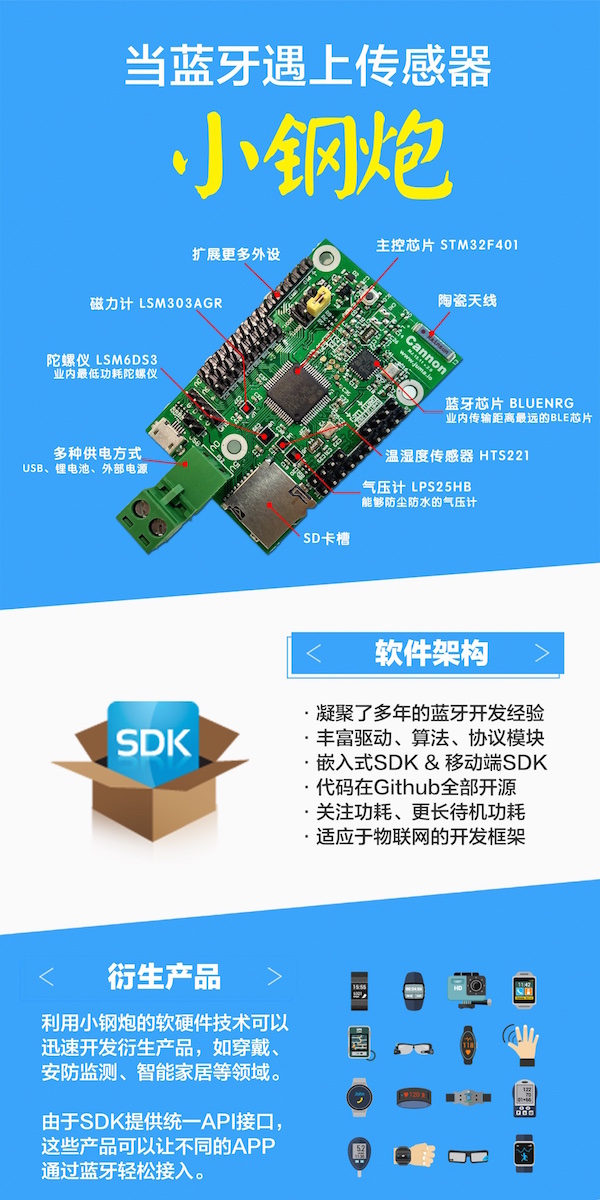 当蓝牙遇上传感器
小钢炮
扩展更多外设
主控芯片 STM32F401
磁力计 LSM303AGR
陶瓷天线
陀螺仪 LSM6DS3
业内最低功耗陀螺仪
Cannon
www.juma.io
蓝牙芯片 BLUENRG
业内传输距离最远的BLE芯片
多种供电方式
USB、锂电池、外部电源
温湿度传感器 HTS221
气压计 LPS25HB
能够防尘防水的气压计
SD卡槽
< 软件架构 >
SDK
· 凝聚了多年的蓝牙开发经验
· 丰富驱动、算法、协议模块
· 嵌入式SDK & 移动端SDK
· 代码在Github全部开源
· 关注功耗、更长待机功耗
· 适应于物联网的开发框架
< 衍生产品 >
利用小钢炮的软硬件技术可以
迅速开发衍生产品，如穿戴、
安防监测、智能家居等领域。
由于SDK提供统一API接口，
这些产品可以让不同的APP
通过蓝牙轻松接入。
HD